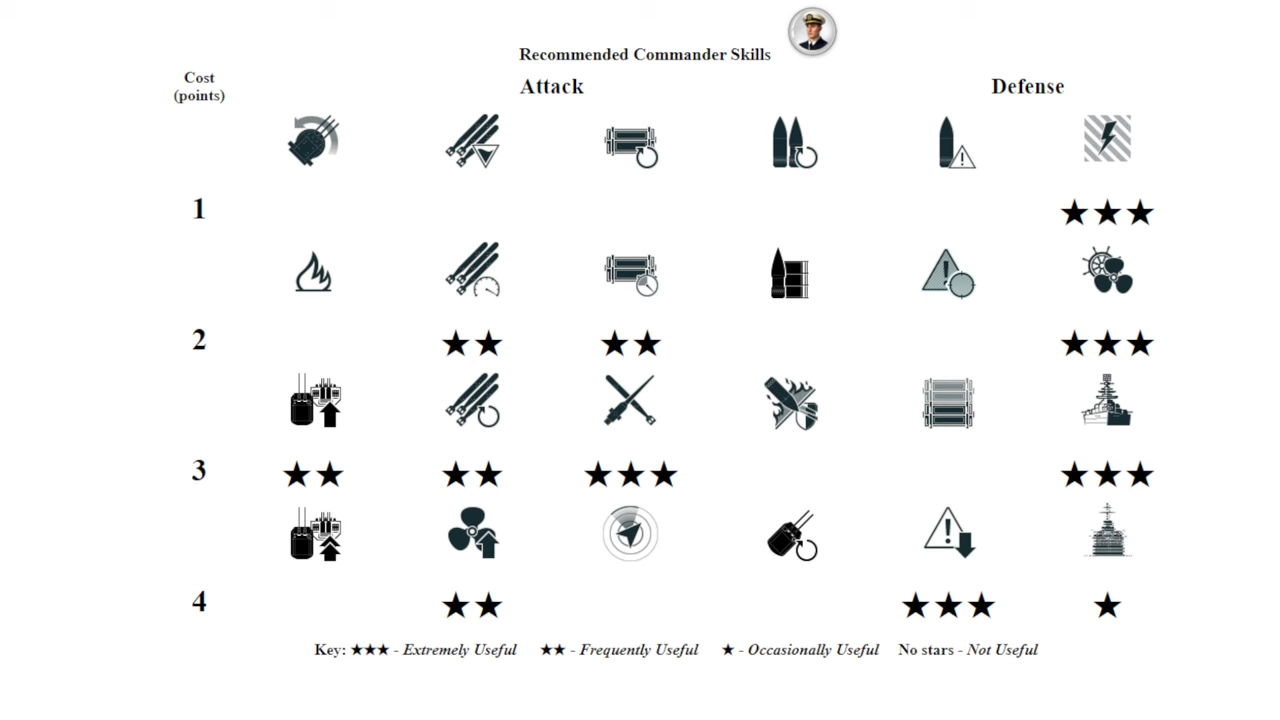 Recommended Commander Skills
Cost
(points)
Attack
Defense
1
★★★
2
★★ ★★ ★★★
3
★★ ★★ ★★★ ★★★
4
★★ ★★★ ★
Key: ★★★ - Extremely Useful ★★ - Frequently Useful ★ - Occasionally Useful No stars - Not Useful